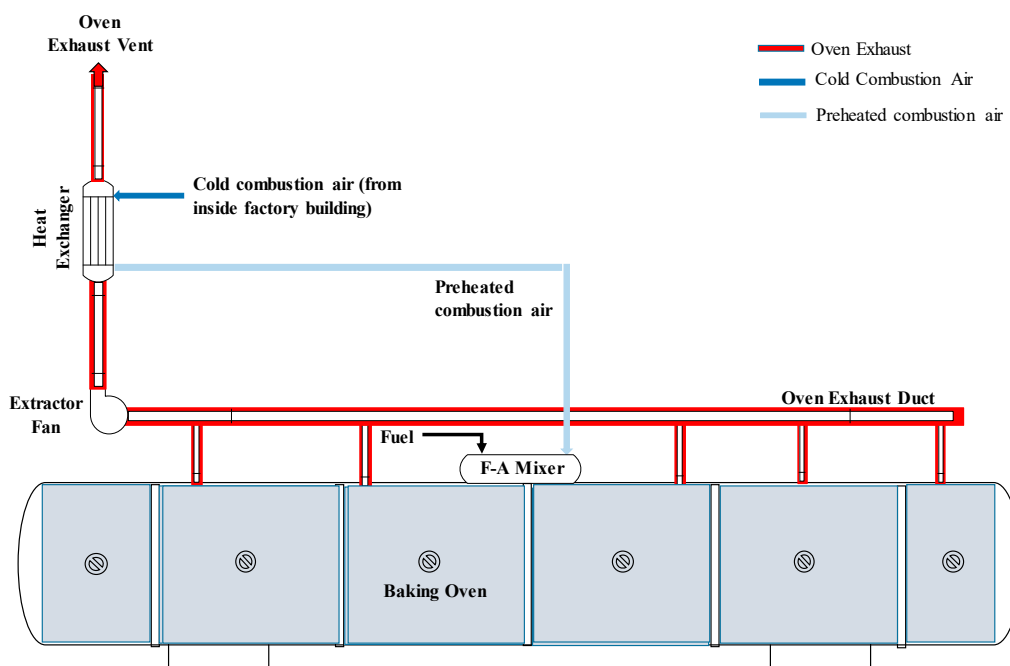 Oven
Exhaust Vent
Oven Exhaust
Cold Combustion Air
Preheated combustion air
Cold combustion air (from
inside factory building)
Heat
Exchanger
Preheated
combustion air
Extractor
Fan
Oven Exhaust Duct
Fuel
F-A Mixer
Baking Oven